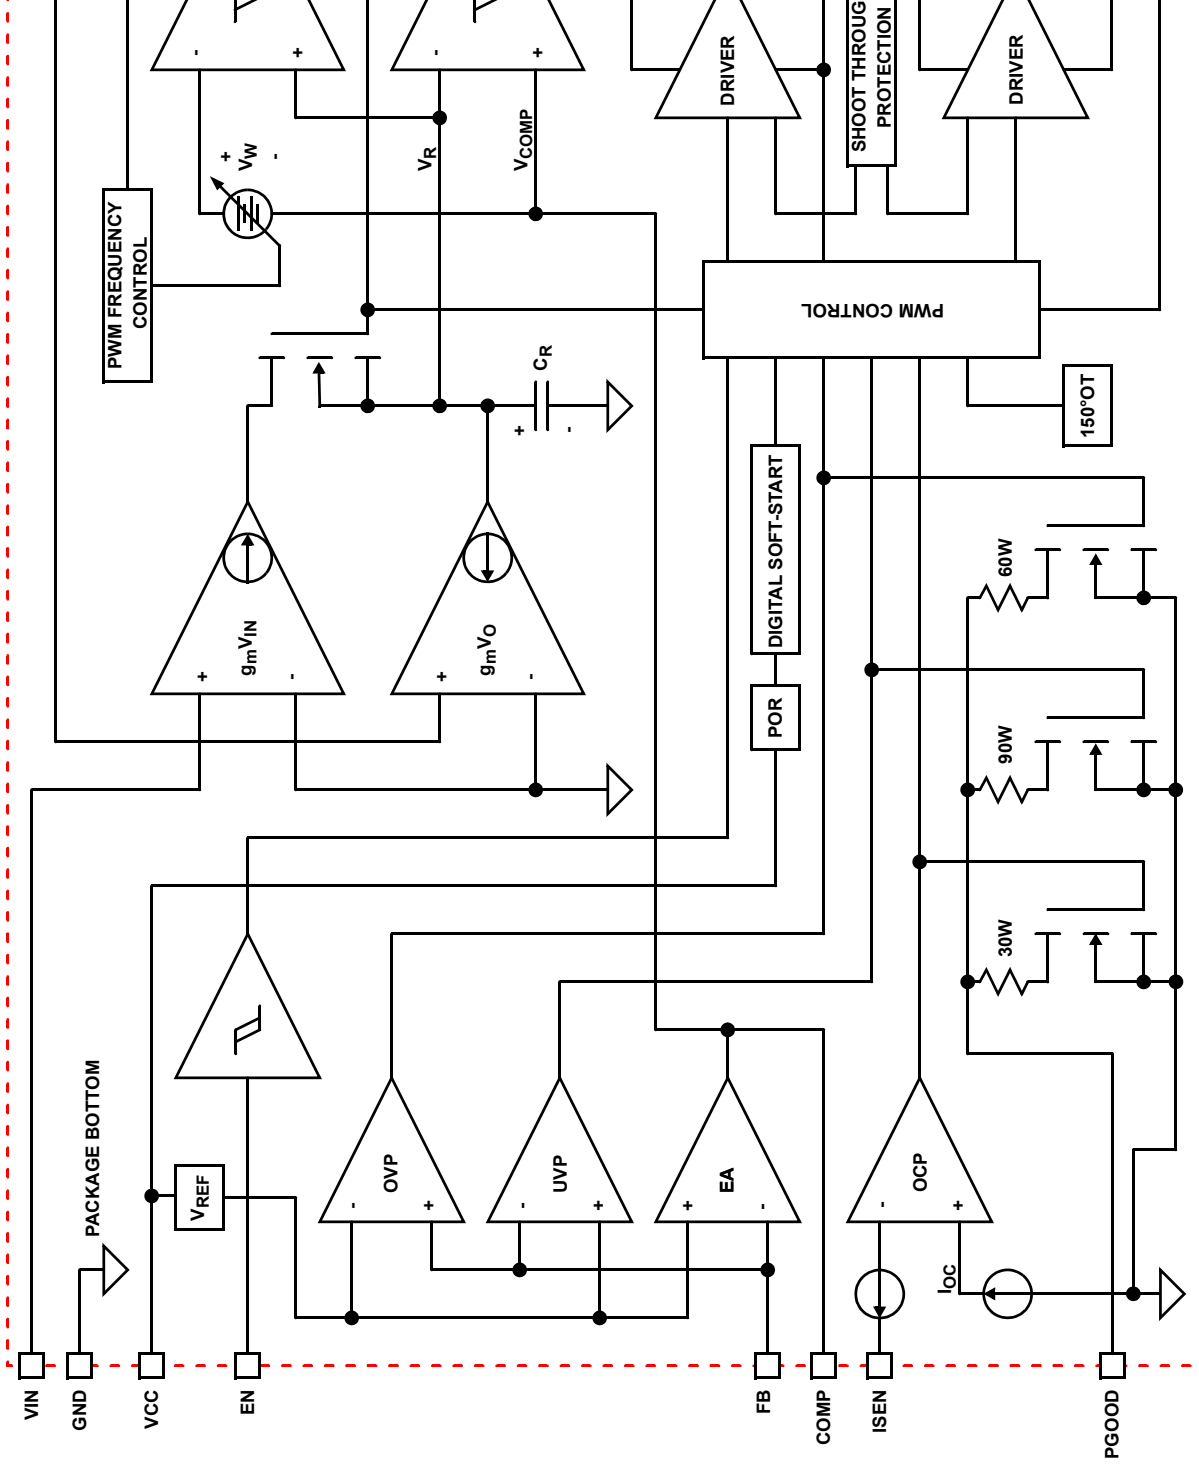 - +
- +
DRIVER
SHOOT THROUG
PROTECTION
DRIVER
+
VW
-
VR
VCOMP
PWM FREQUENCY
CONTROL
PWM CONTROL
CR
+
-
150°OT
gmVIN
+ -
gmVO
+ -
DIGITAL SOFT-START
POR
60W
90W
30W
PACKAGE BOTTOM
VREF
OVP
- +
UVP
- +
EA
+ -
OCP
- +
IOC
VIN
GND
VCC
EN
FB
COMP
ISEN
PGOOD